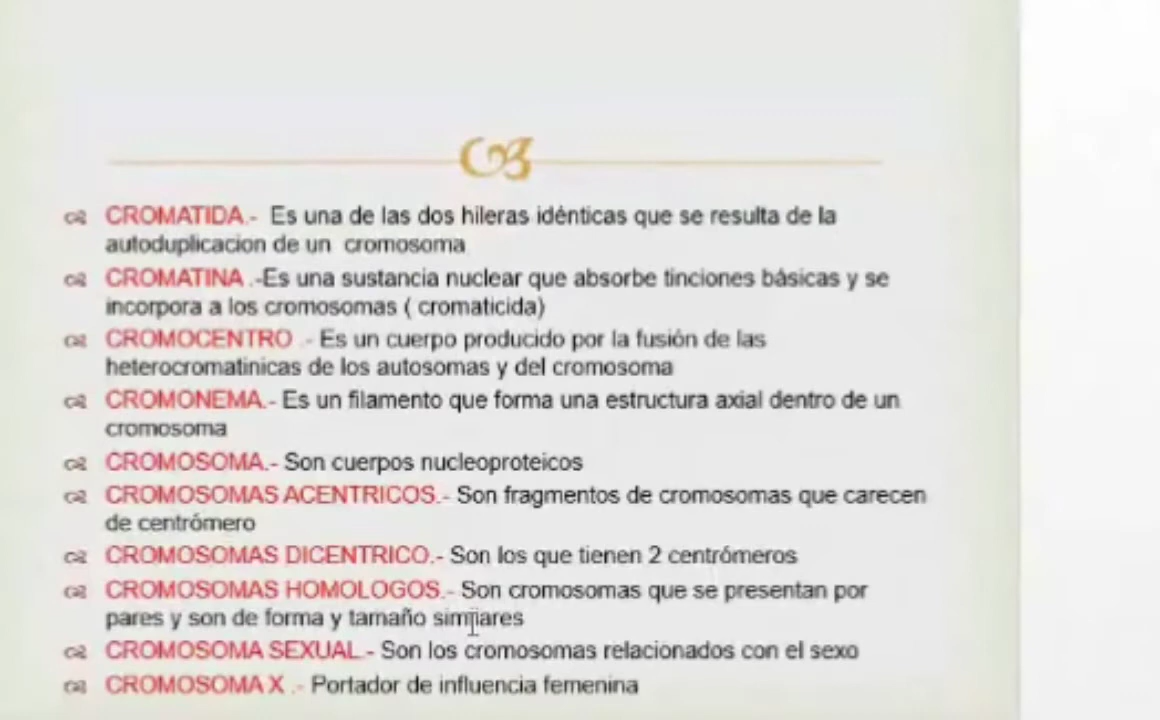 CROMATIDA.- Es una de las dos hileras idénticas que se resulta de la
autoduplicacion de un cromosoma
CROMATINA .-Es una sustancia nuclear que absorbe tinciones básicas y se
incorpora a los cromosomas ( cromaticida)
CROMOCENTRO .- Es un cuerpo producido por la fusión de las
heterocromatinicas de los autosomas y del cromosoma
CROMONEMA.- Es un filamento que forma una estructura axial dentro de un
cromosoma
CROMOSOMA.- Son cuerpos nucleoproteicos
CROMOSOMAS ACENTRICOS.- Son fragmentos de cromosomas que carecen
de centrómero
CROMOSOMAS DICENTRICO.- Son los que tienen 2 centrómeros
CROMOSOMAS HOMOLOGOS.- Son cromosomas que se presentan por
pares y son de forma y tamaño similares
CROMOSOMA SEXUAL.- Son los cromosomas relacionados con el sexo
CROMOSOMA X .- Portador de influencia femenina